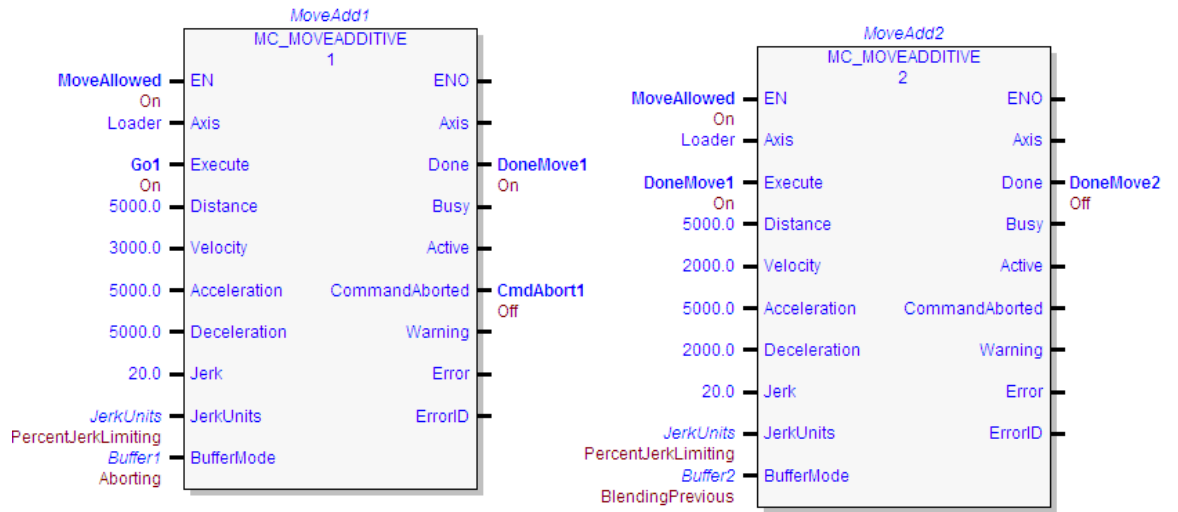 MoveAdd1
MC_MOVEADDITIVE
1
MoveAllowed EN ENO
On
Loader Axis Axis
Go1 Execute Done DoneMove1
On On
5000.0 Distance Busy
3000.0 Velocity Active
5000.0 Acceleration CommandAborted CmdAbort1
Off
5000.0 Deceleration Warning
20.0 Jerk Error
JerkUnits JerkUnits ErrorID
PercentJerkLimiting
Buffer1 BufferMode
Aborting
MoveAdd2
MC_MOVEADDITIVE
2
MoveAllowed EN ENO
On
Loader Axis Axis
DoneMove1 Execute Done DoneMove2
On Off
5000.0 Distance Busy
2000.0 Velocity Active
5000.0 Acceleration CommandAborted
2000.0 Deceleration Warning
20.0 Jerk Error
JerkUnits JerkUnits ErrorID
PercentJerkLimiting
Buffer2 BufferMode
BlendingPrevious